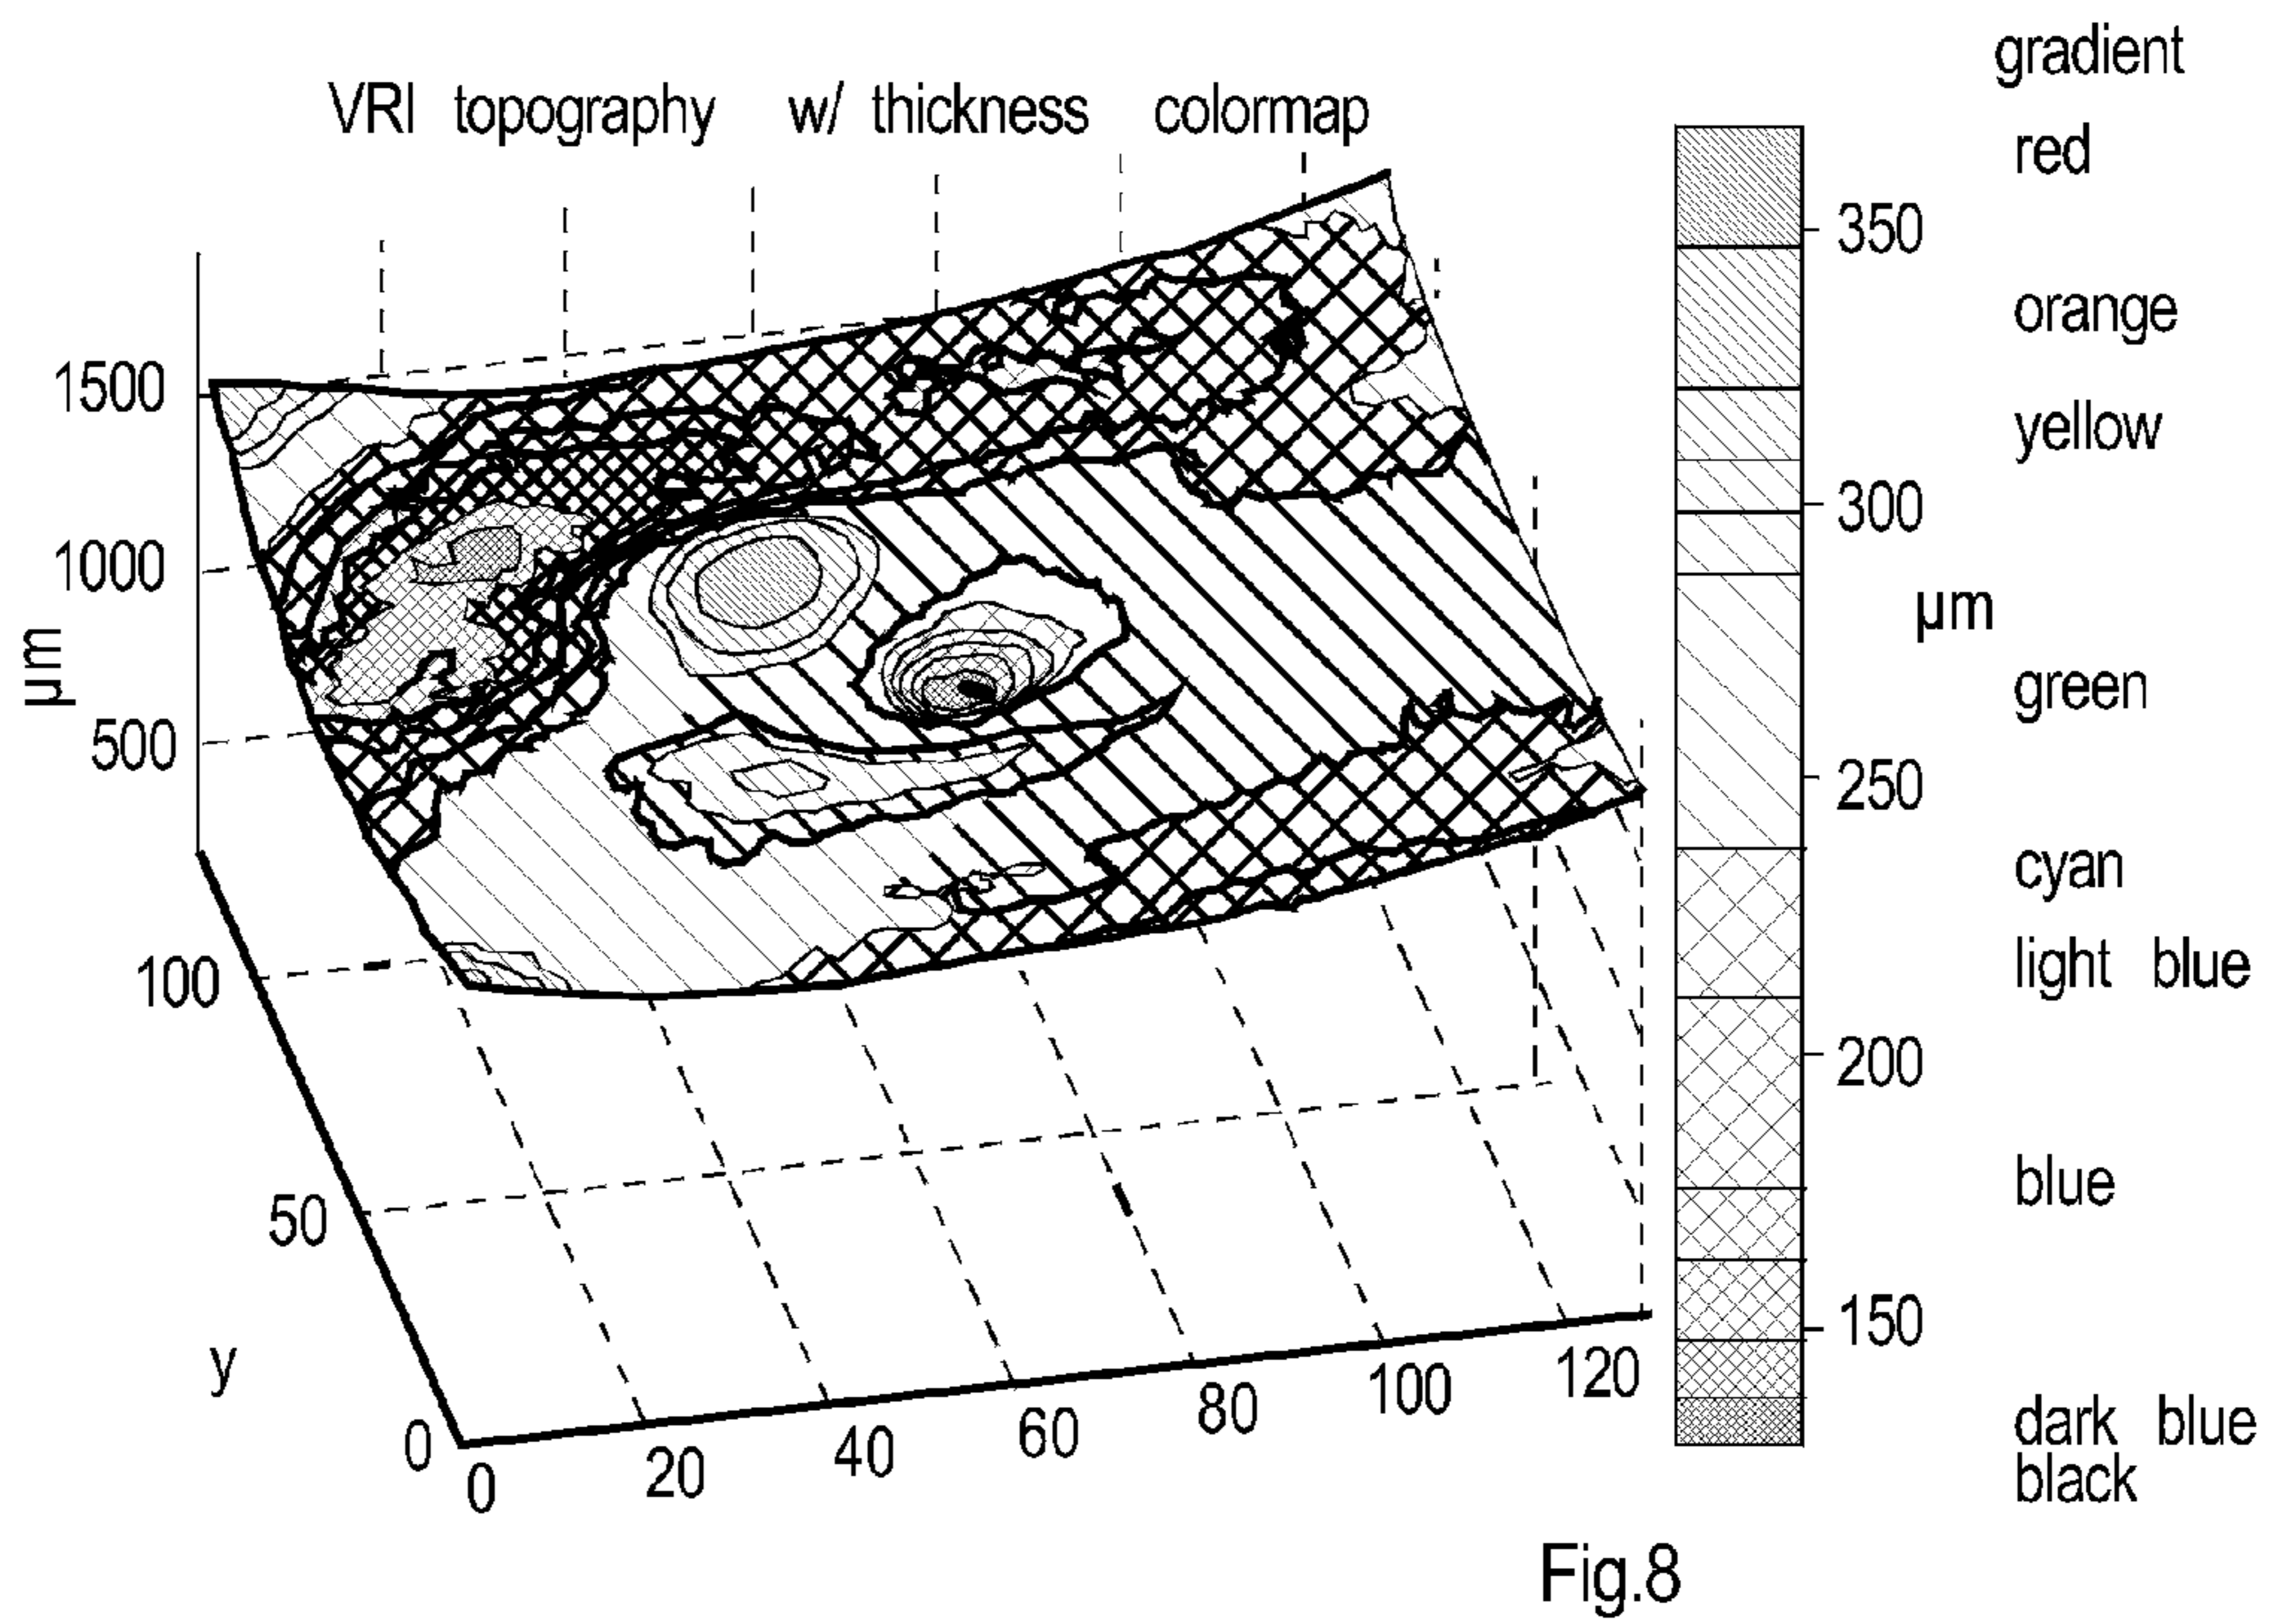 gradient
VRI topography w/ thickness colormap
red
350
orange
1500
yellow
300
1000
µm
µm
green
500
250
cyan
100
light blue
200
50
blue
150
y
0
0
20
40
60
80
100
120
dark blue
black
Fig.8